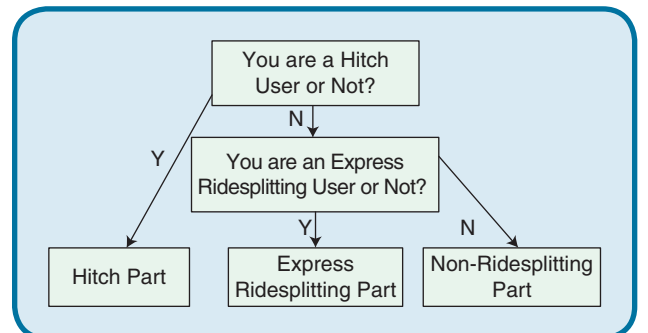 You are a Hitch
User or Not?
N
Y
You are an Express
Ridesplitting User or Not?
Y
N
Hitch Part
Express
Ridesplitting Part
Non-Ridesplitting
Part